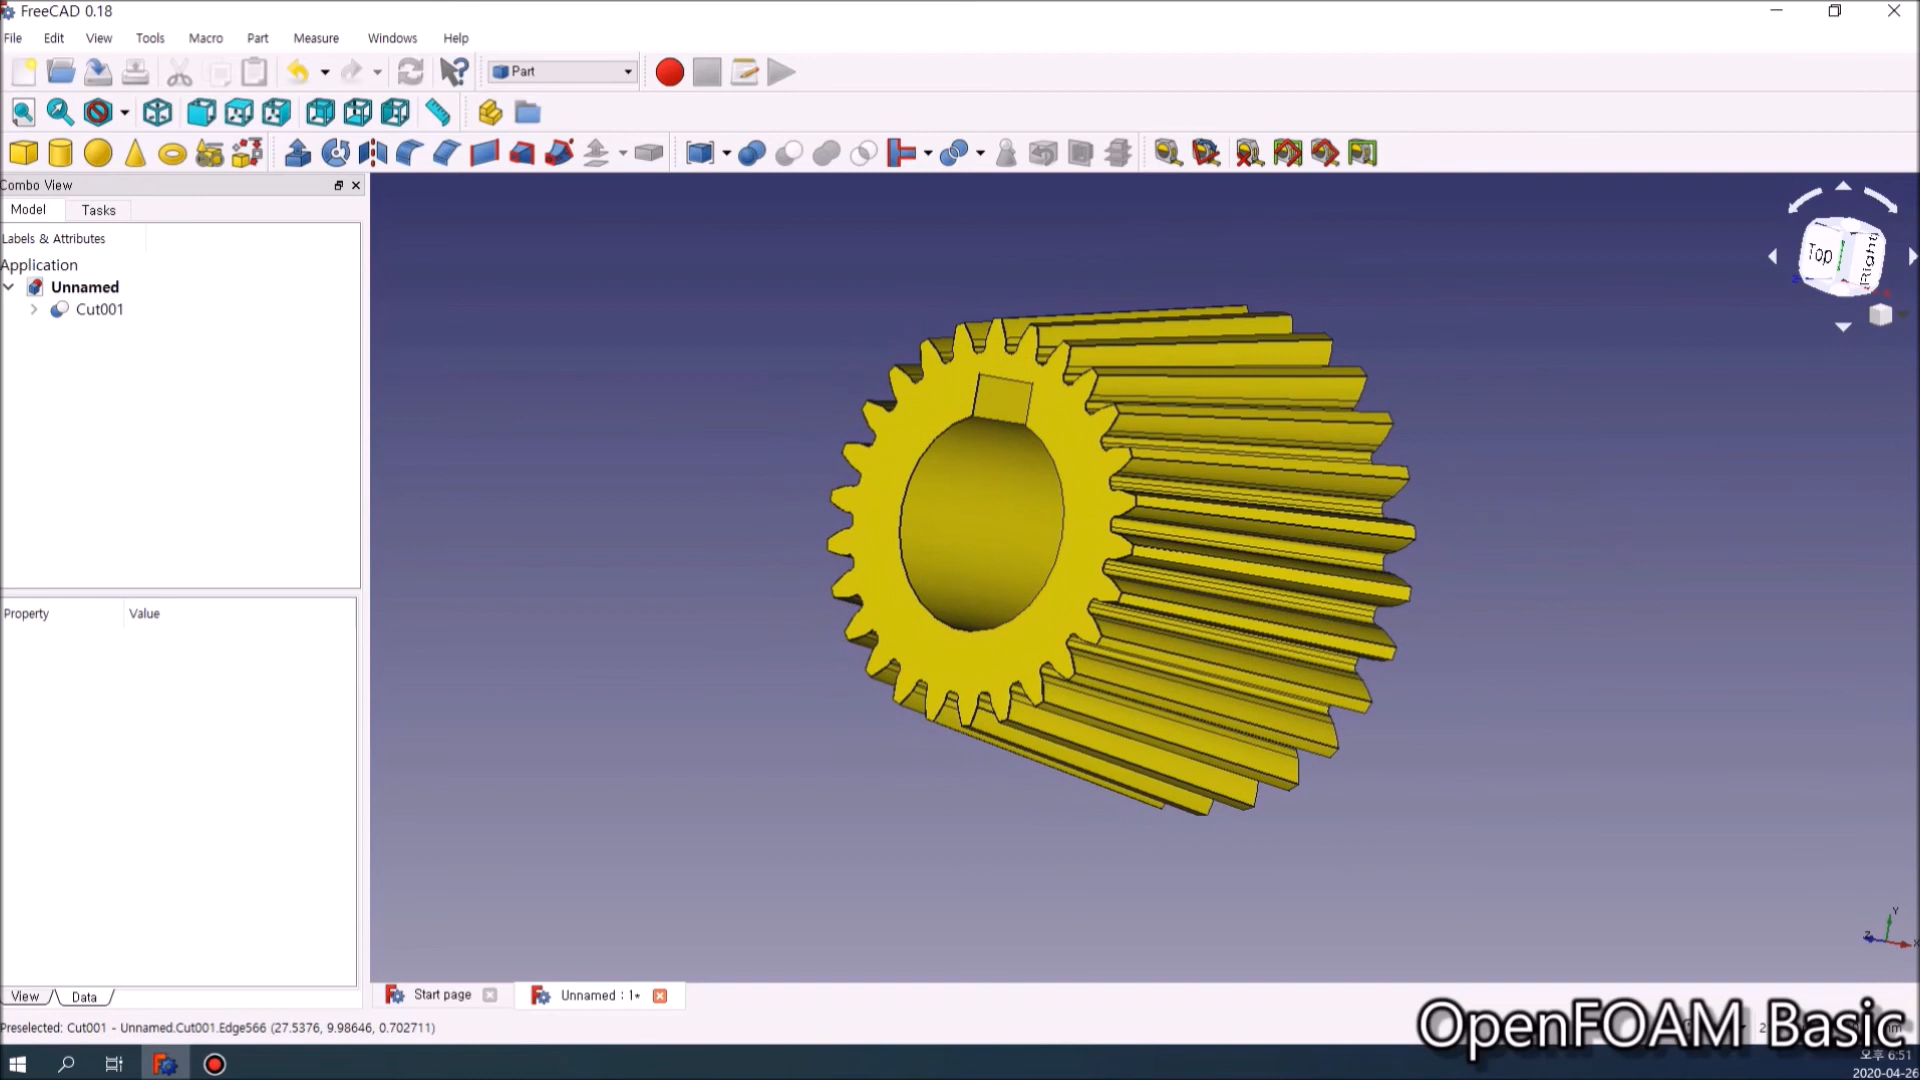 FreeCAD 0.18
File Edit View Tools Macro Part Measure Windows Help
Part
Combo View
Model Tasks
Labels & Attributes
Application
Unnamed
Cut001
Top Right
Property Value
Y
Z X
View Data
Start page Unnamed : 1*
Preselected: Cut001 - Unnamed.Cut001.Edge566 (27.5376, 9.98646, 0.702711)
OpenFOAM Basic
오후 6:51
2020-04-26